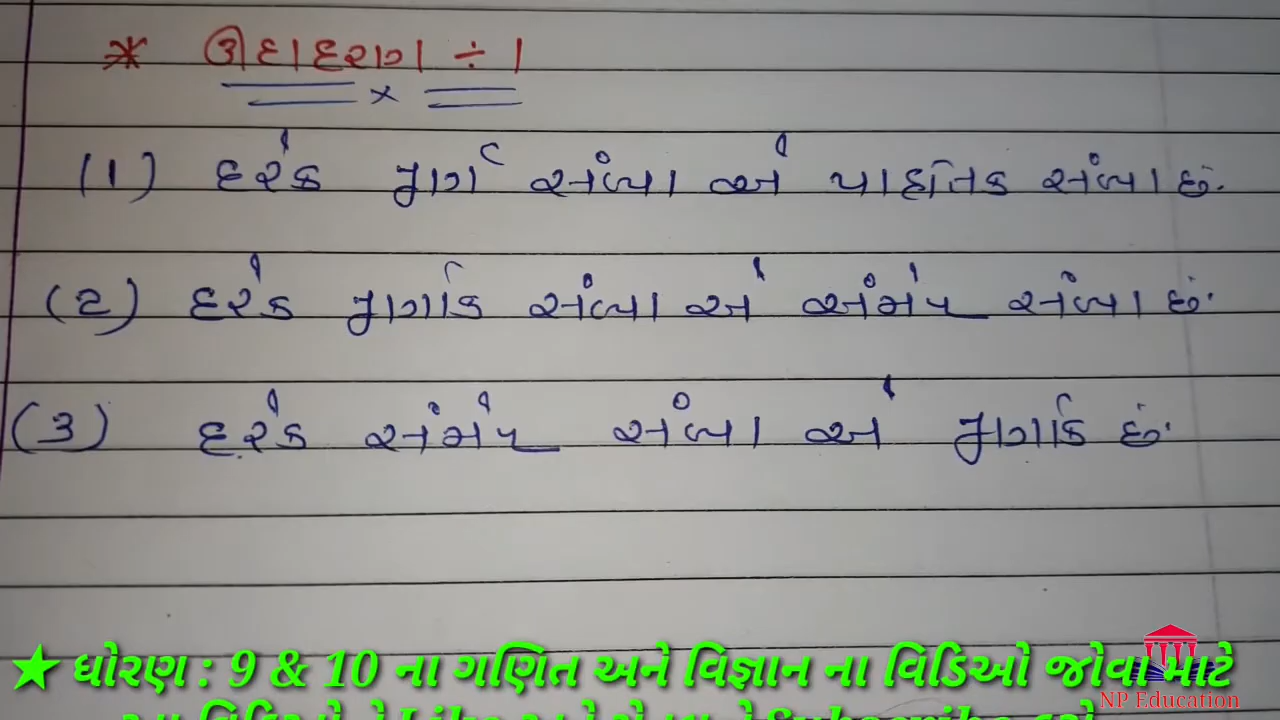 * ઉદાહરણ ÷ 1
(1) દરેક પુર્ણ સંખ્યા એ પ્રાકૃતિક સંખ્યા છે.
(2) દરેક પુર્ણાંક સંખ્યા એ સંમેય સંખ્યા છે.
(3) દરેક સંમેય સંખ્યા એ પુર્ણાંક છે.
★ ધોરણ : 9 & 10 ના ગણિત અને વિજ્ઞાન ના વિડિઓ જોવા માટે
NP Education